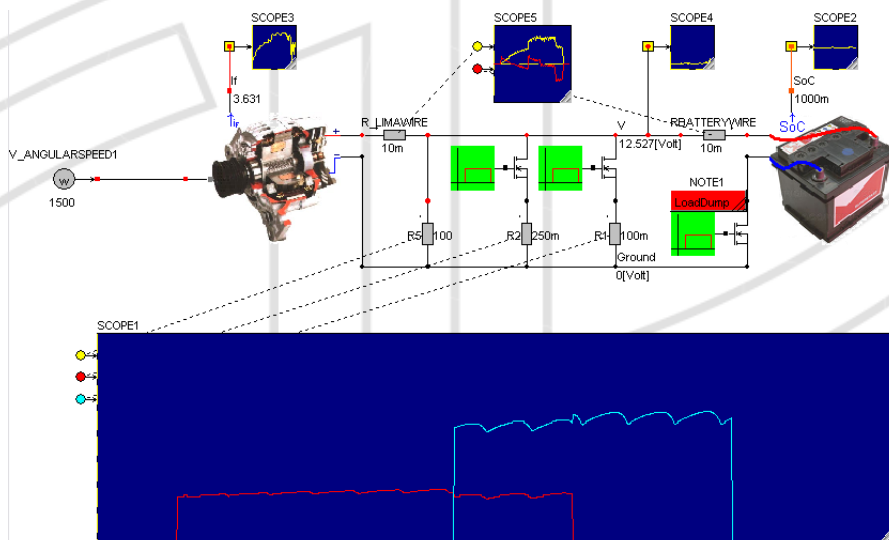 SCOPE3
SCOPE5
SCOPE4
SCOPE2
If
3.631
SoC
1000m
R_LIMAWIRE
10m
V
12.527[Volt]
RBATTERYWIRE
10m
SoC
V_ANGULARSPEED1
w
1500
+
NOTE1
LoadDump
R5
100
R2
250m
R1
100m
Ground
0[Volt]
SCOPE1